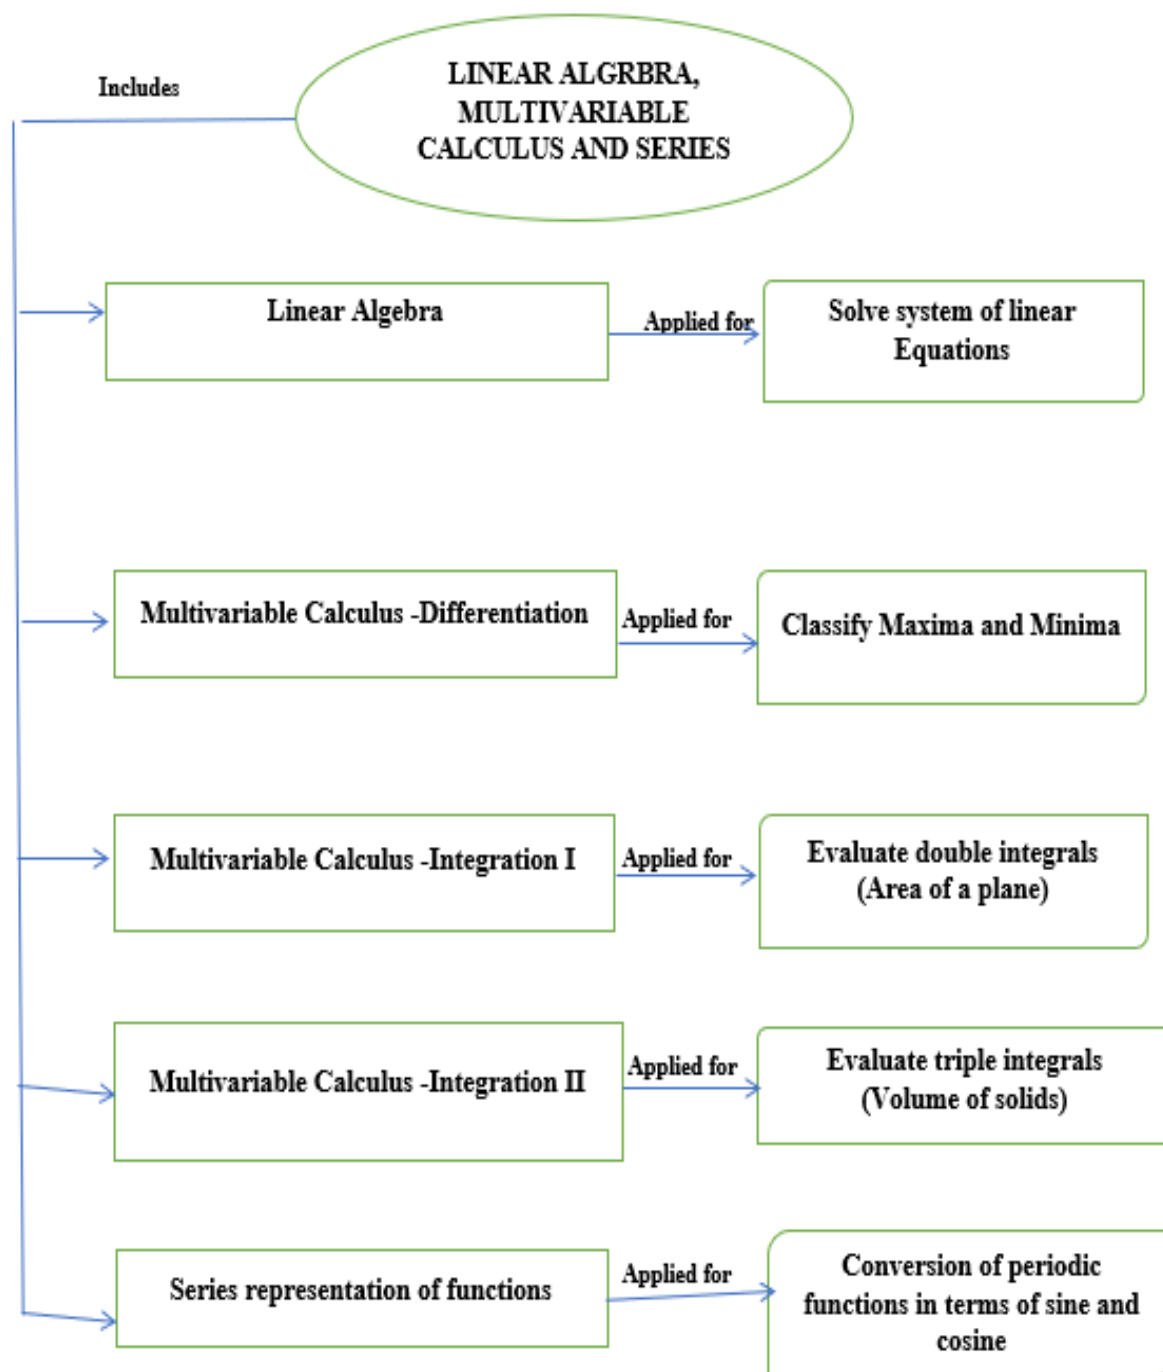 Includes
LINEAR ALGRBRA,
MULTIVARIABLE
CALCULUS AND SERIES
Linear Algebra
Applied for
Solve system of linear
Equations
Multivariable Calculus -Differentiation
Applied for
Classify Maxima and Minima
Multivariable Calculus -Integration I
Applied for
Evaluate double integrals
(Area of a plane)
Multivariable Calculus -Integration II
Applied for
Evaluate triple integrals
(Volume of solids)
Series representation of functions
Applied for
Conversion of periodic
functions in terms of sine and
cosine